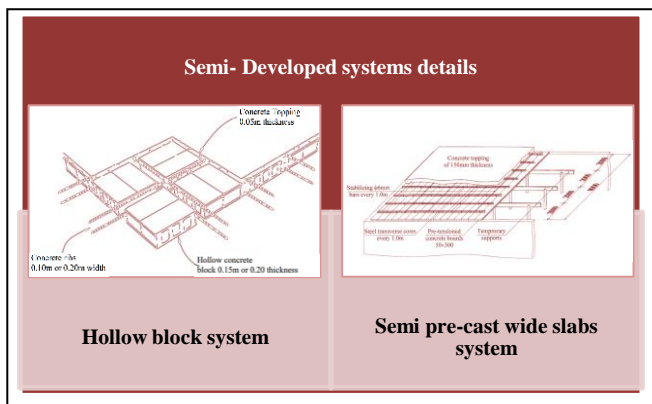 Semi- Developed systems details
Concrete Topping
0.05m thickness
Concrete ribs
0.10m or 0.20m width
Hollow concrete
block 0.15m or 0.20 thickness
Concrete topping
of 150mm thickness
Stabilizing
bars every 1.0m
Steel transverse
every 1.0m
Pre-tensioned
concrete boards
50-300
Temporary
supports
Hollow block system
Semi pre-cast wide slabs
system